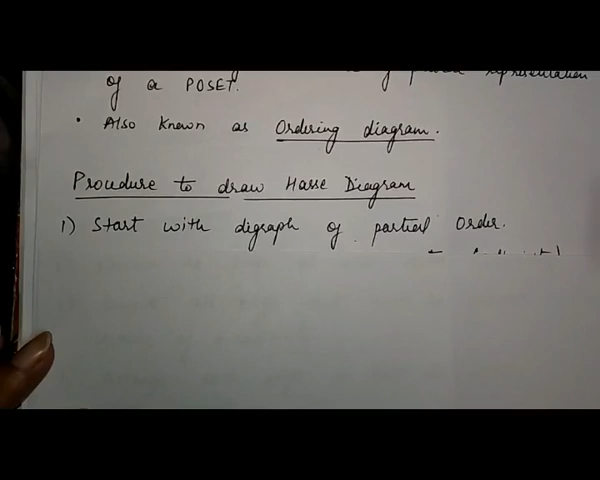 representation
of a POSET.
• Also known as Ordering diagram.
Procedure to draw Hasse Diagram
1) Start with digraph of partial Order.